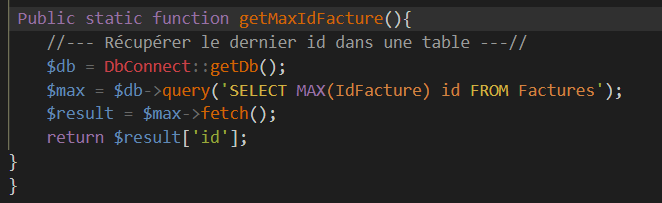 Public static function getMaxIdFacture(){
//--- Récupérer le dernier id dans une table ---//
$db = DbConnect::getDb();
$max = $db->query('SELECT MAX(IdFacture) id FROM Factures');
$result = $max->fetch();
return $result['id'];
}
}